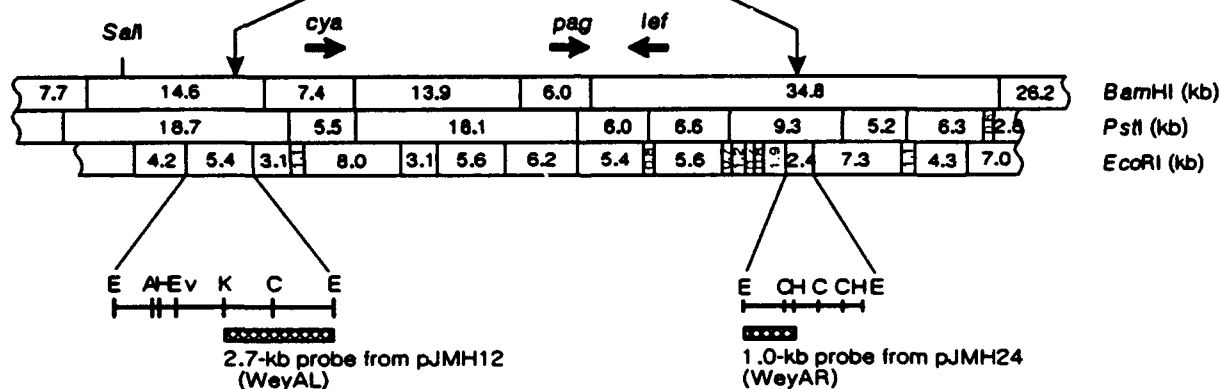 SalI cya pag lef
7.7 14.6 7.4 13.9 6.0 34.8 26.2 BamHI (kb)
18.7 5.5 18.1 6.0 6.6 9.3 5.2 6.3 2.8 PstI (kb)
4.2 5.4 3.1 8.0 3.1 5.6 6.2 5.4 5.6 1.9 2.4 7.3 4.3 7.0 EcoRI (kb)
E A H E v K C E E C H C C H E
2.7-kb probe from pJMH12 1.0-kb probe from pJMH24
(WeyAL) (WeyAR)